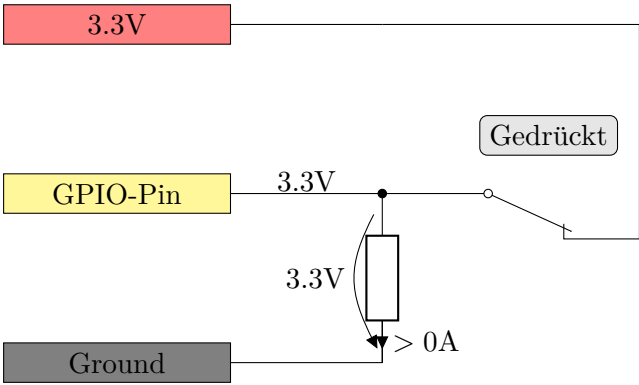 3.3V
Gedrückt
GPIO-Pin
3.3V
3.3V
> 0A
Ground